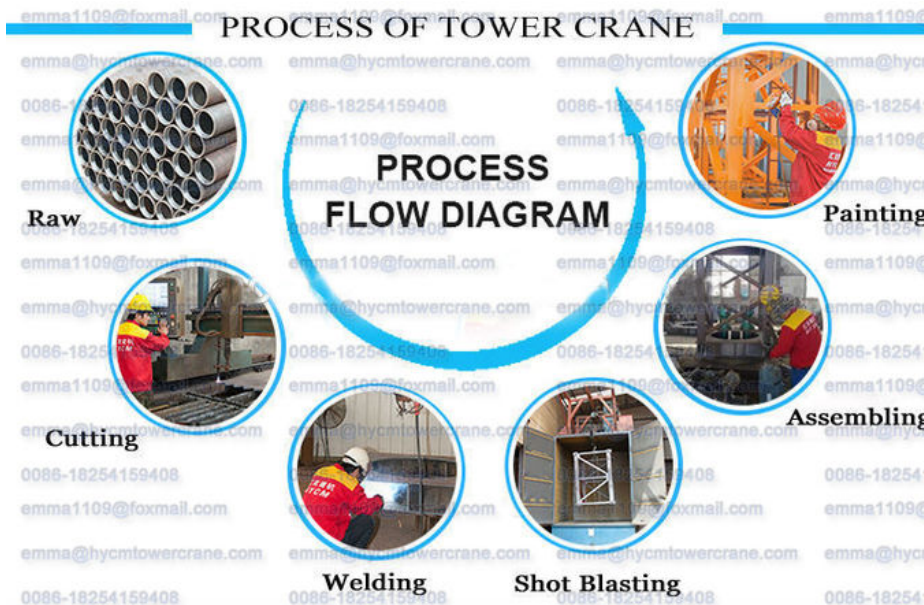 PROCESS OF TOWER CRANE
PROCESS
FLOW DIAGRAM
Raw
Cutting
Welding
Shot Blasting
Assembling
Painting
HYCM
emma1109@foxmail.com
emma@hycmtowercrane.com
0086-18254159408